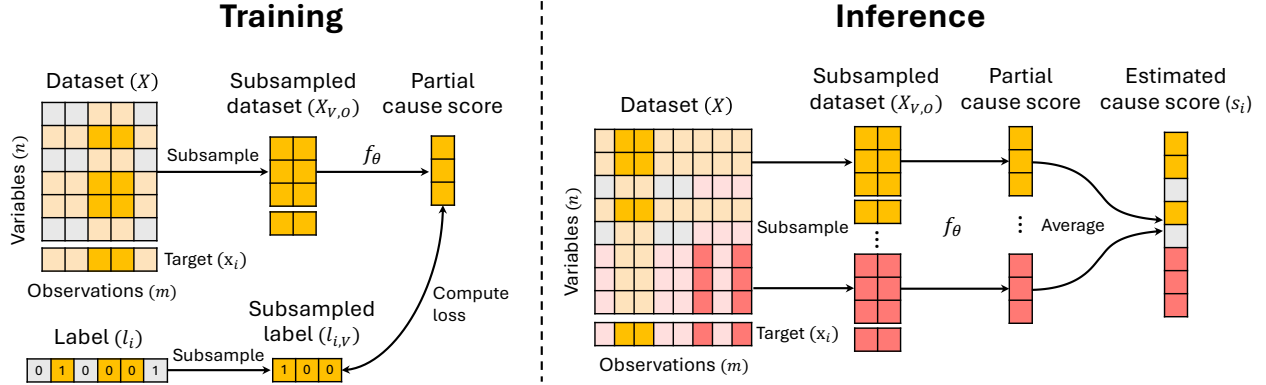 Training
Dataset (X)
Variables (n)
Subsample
Subsampled
dataset (X_{V,O})
f_θ
Partial
cause score
Target (x_i)
Observations (m)
Label (l_i)
0 1 0 0 0 1
Subsample
Subsampled
label (l_{i,V})
1 0 0
Compute
loss
Inference
Dataset (X)
Variables (n)
Subsample
Target (x_i)
Observations (m)
Subsampled
dataset (X_{V,O})
⋮
f_θ
Partial
cause score
⋮
Average
Estimated
cause score (s_i)